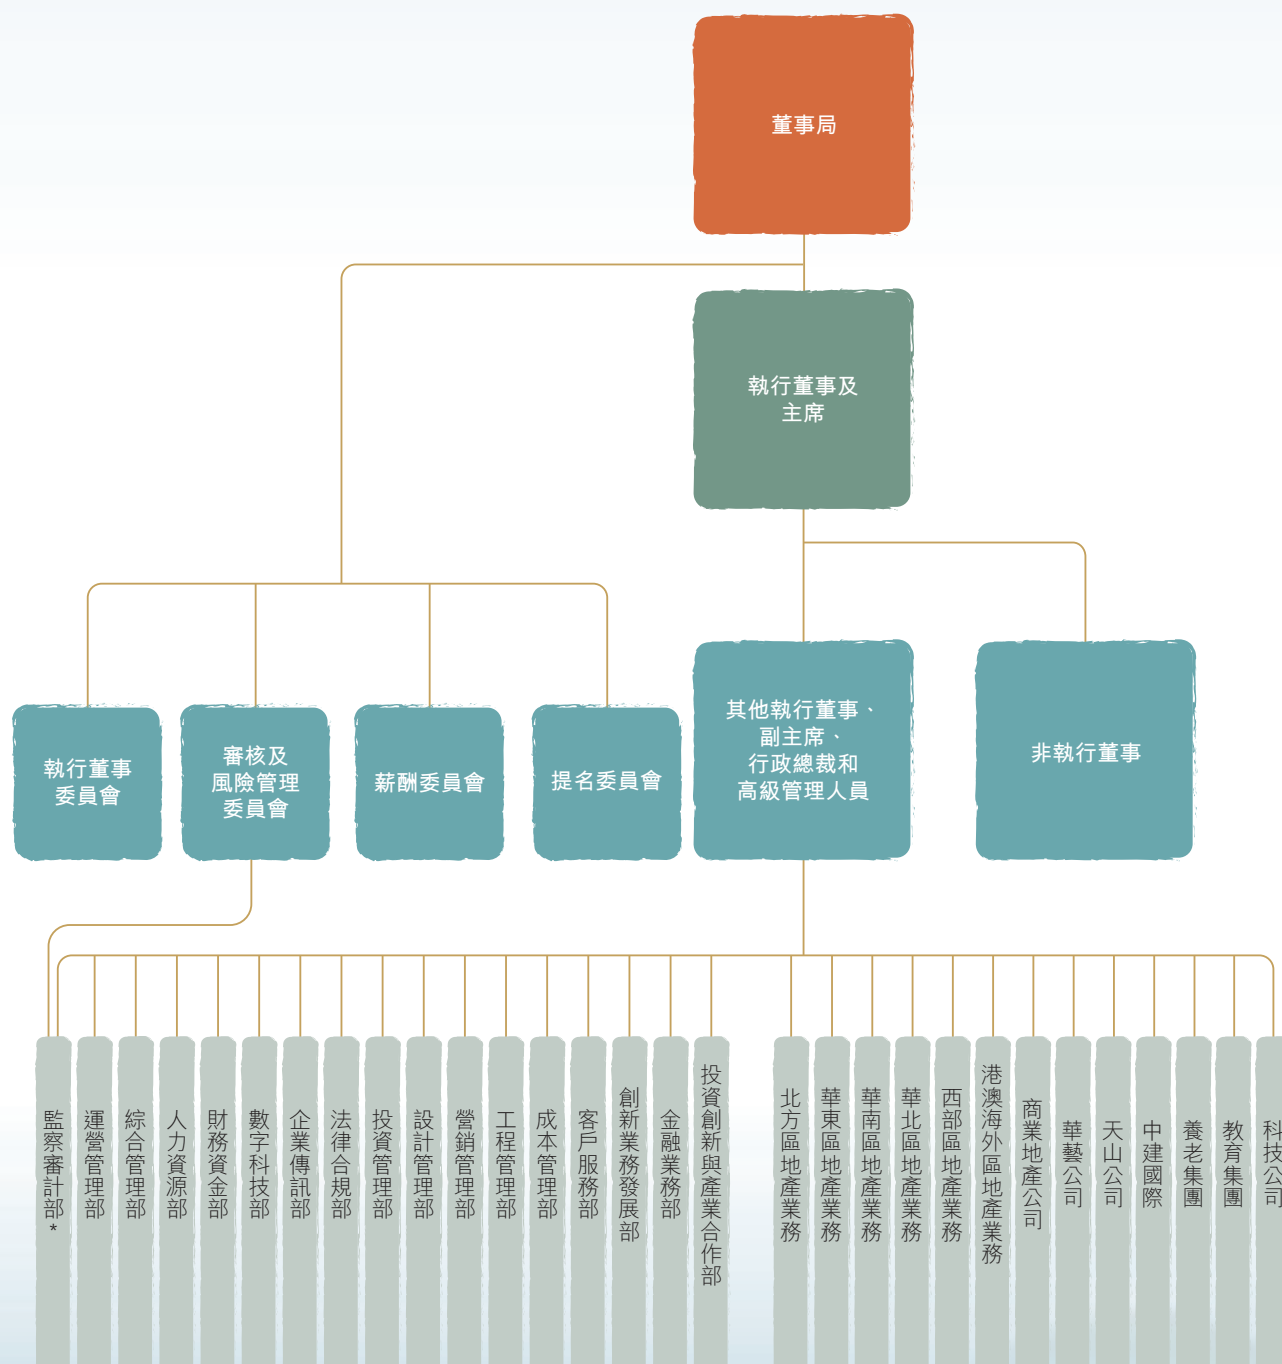 董事局
執行董事及
主席
執行董事
委員會
審核及
風險管理
委員會
薪酬委員會
提名委員會
其他執行董事、
副主席、
行政總裁和
高級管理人員
非執行董事
監察審計部*
運營管理部
綜合管理部
人力資源部
財務資金部
數字科技部
企業傳訊部
法律合規部
投資管理部
設計管理部
營銷管理部
工程管理部
成本管理部
客戶服務部
創新業務發展部
金融業務部
投資創新與產業合作部
北方區地產業務
華東區地產業務
華南區地產業務
華北區地產業務
西部區地產業務
港澳海外區地產業務
商業地產公司
華藝公司
天山公司
中建國際
養老集團
教育集團
科技公司